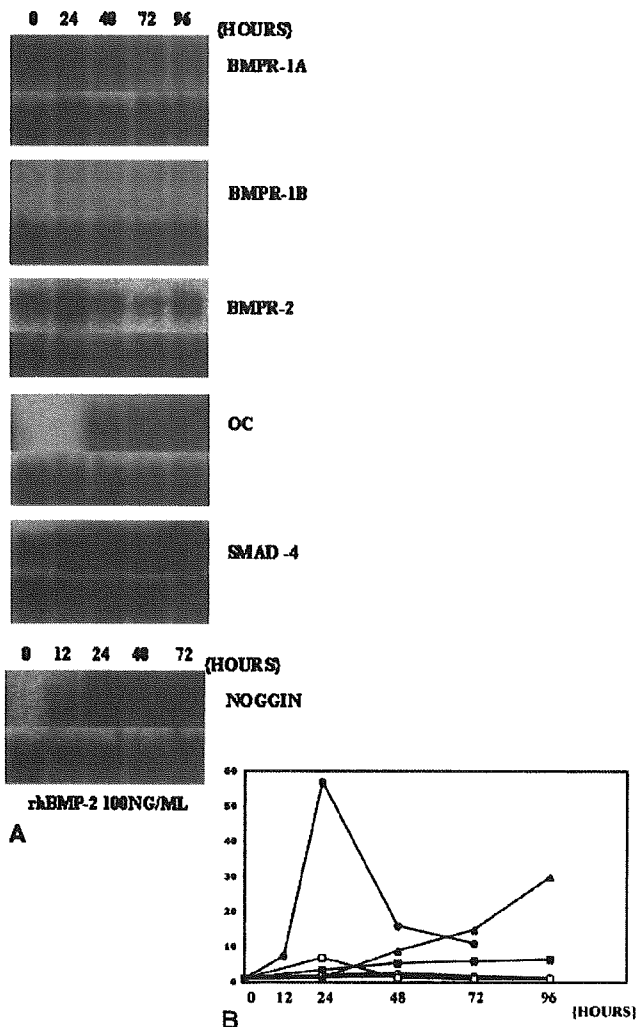 0 24 48 72 96
{HOURS)
BMPR-1A
BMPR-1B
BMPR-2
OC
SMAD -4
0 12 24 48 72
{HOURS)
NOGGIN
rhBMP-2 100NG/ML
A
60
50
40
30
20
10
0
0 12 24 48 72 96
{HOURS)
B